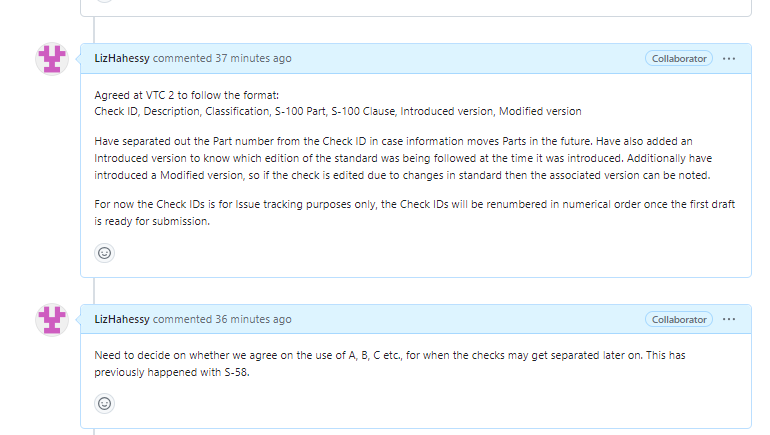 LizHahessy commented 37 minutes ago Collaborator ...
Agreed at VTC 2 to follow the format:
Check ID, Description, Classification, S-100 Part, S-100 Clause, Introduced version, Modified version
Have separated out the Part number from the Check ID in case information moves Parts in the future. Have also added an
Introduced version to know which edition of the standard was being followed at the time it was introduced. Additionally have
introduced a Modified version, so if the check is edited due to changes in standard then the associated version can be noted.
For now the Check IDs is for Issue tracking purposes only, the Check IDs will be renumbered in numerical order once the first draft
is ready for submission.
LizHahessy commented 36 minutes ago Collaborator ...
Need to decide on whether we agree on the use of A, B, C etc., for when the checks may get separated later on. This has
previously happened with S-58.